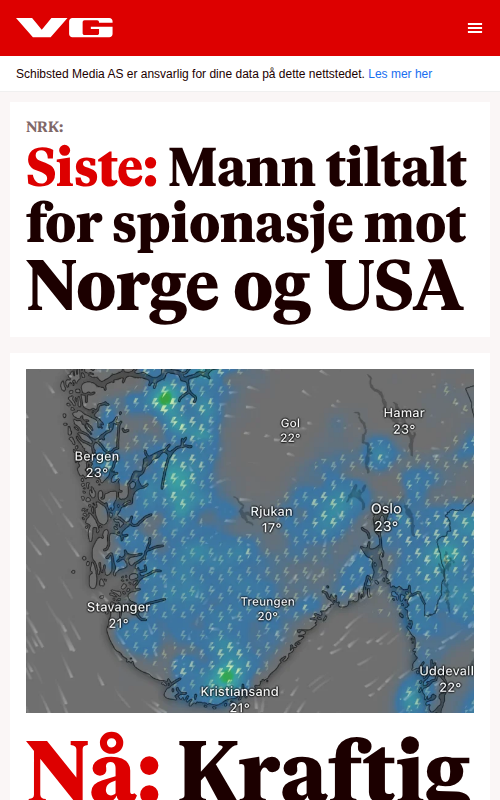 VG
Schibsted Media AS er ansvarlig for dine data på dette nettstedet. Les mer her
NRK:
Siste: Mann tiltalt
for spionasje mot
Norge og USA
Hamar
23°
Gol
22°
Bergen
23°
Rjukan
17°
Oslo
23°
Treungen
20°
Stavanger
21°
Uddevall
22°
Kristiansand
21°
Nå: Kraftig